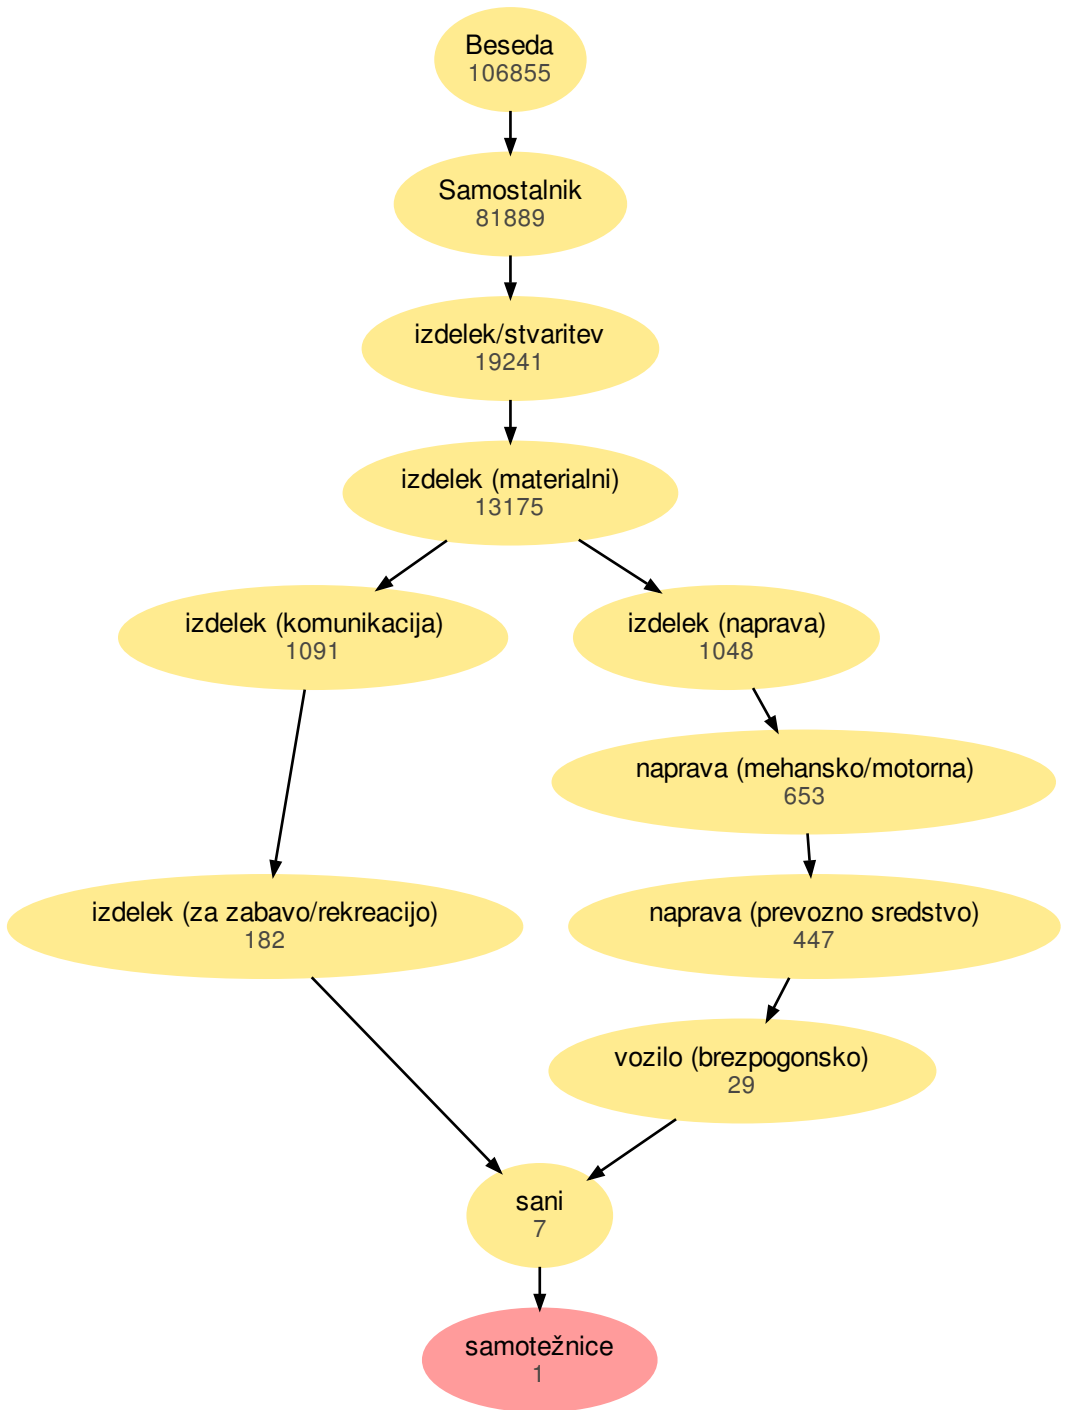 Beseda
106855
Samostalnik
81889
izdelek/stvaritev
19241
izdelek (materialni)
13175
izdelek (komunikacija)
1091
izdelek (naprava)
1048
naprava (mehansko/motorna)
653
izdelek (za zabavo/rekreacijo)
182
naprava (prevozno sredstvo)
447
vozilo (brezpogonsko)
29
sani
7
samotežnice
1